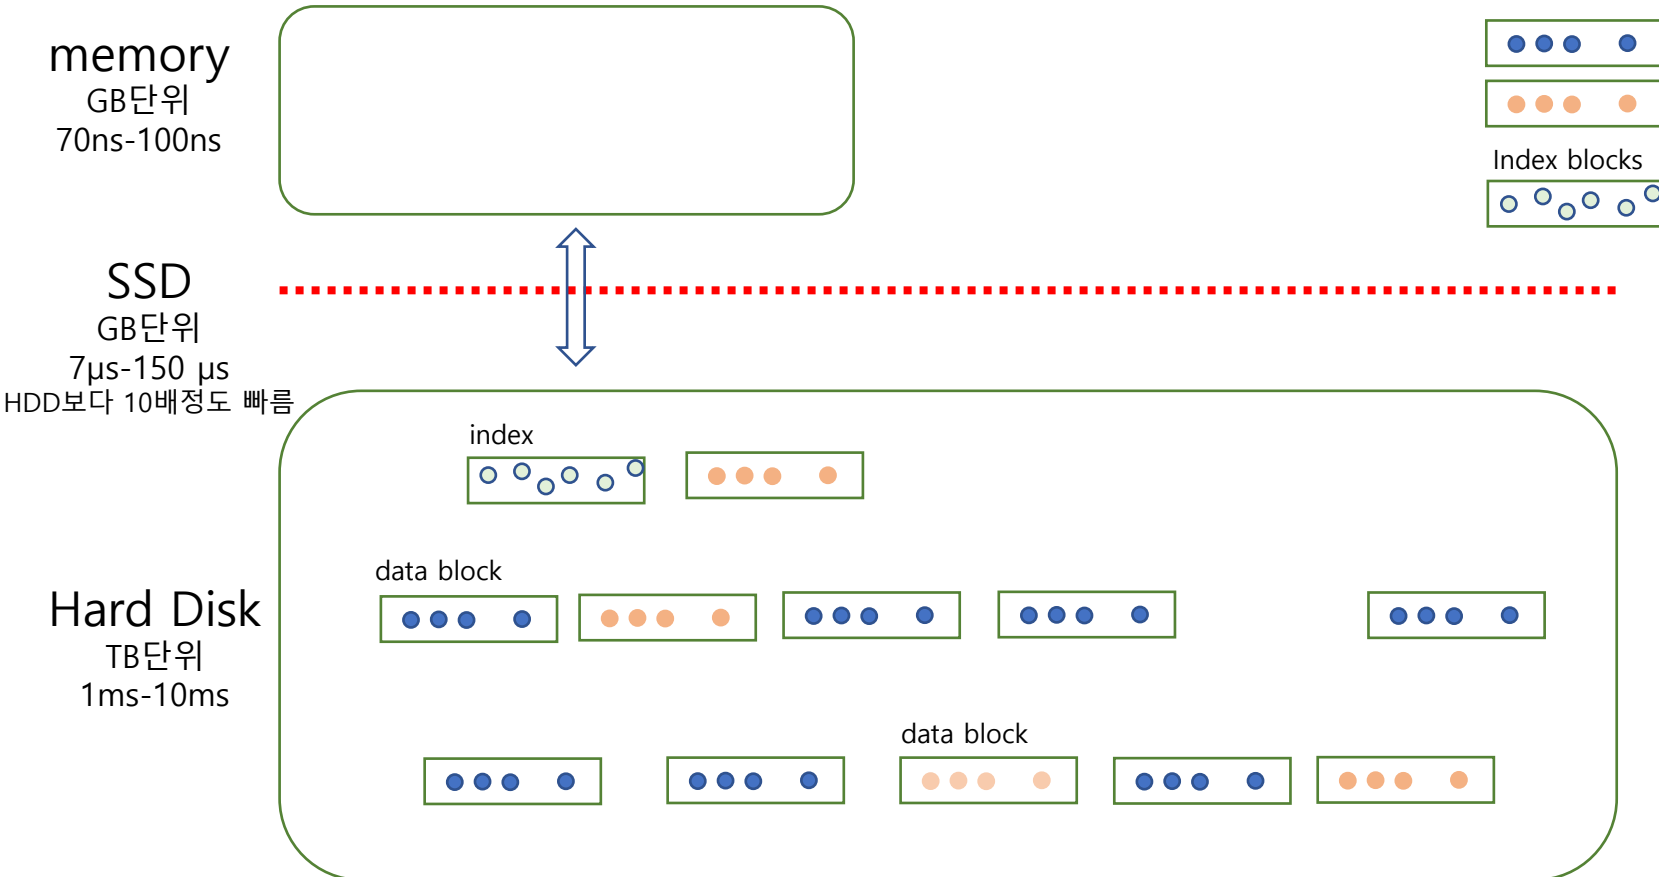 memory
GB단위
70ns-100ns
Index blocks
SSD
GB단위
7μs-150 μs
HDD보다 10배정도 빠름
index
data block
Hard Disk
TB단위
1ms-10ms
data block